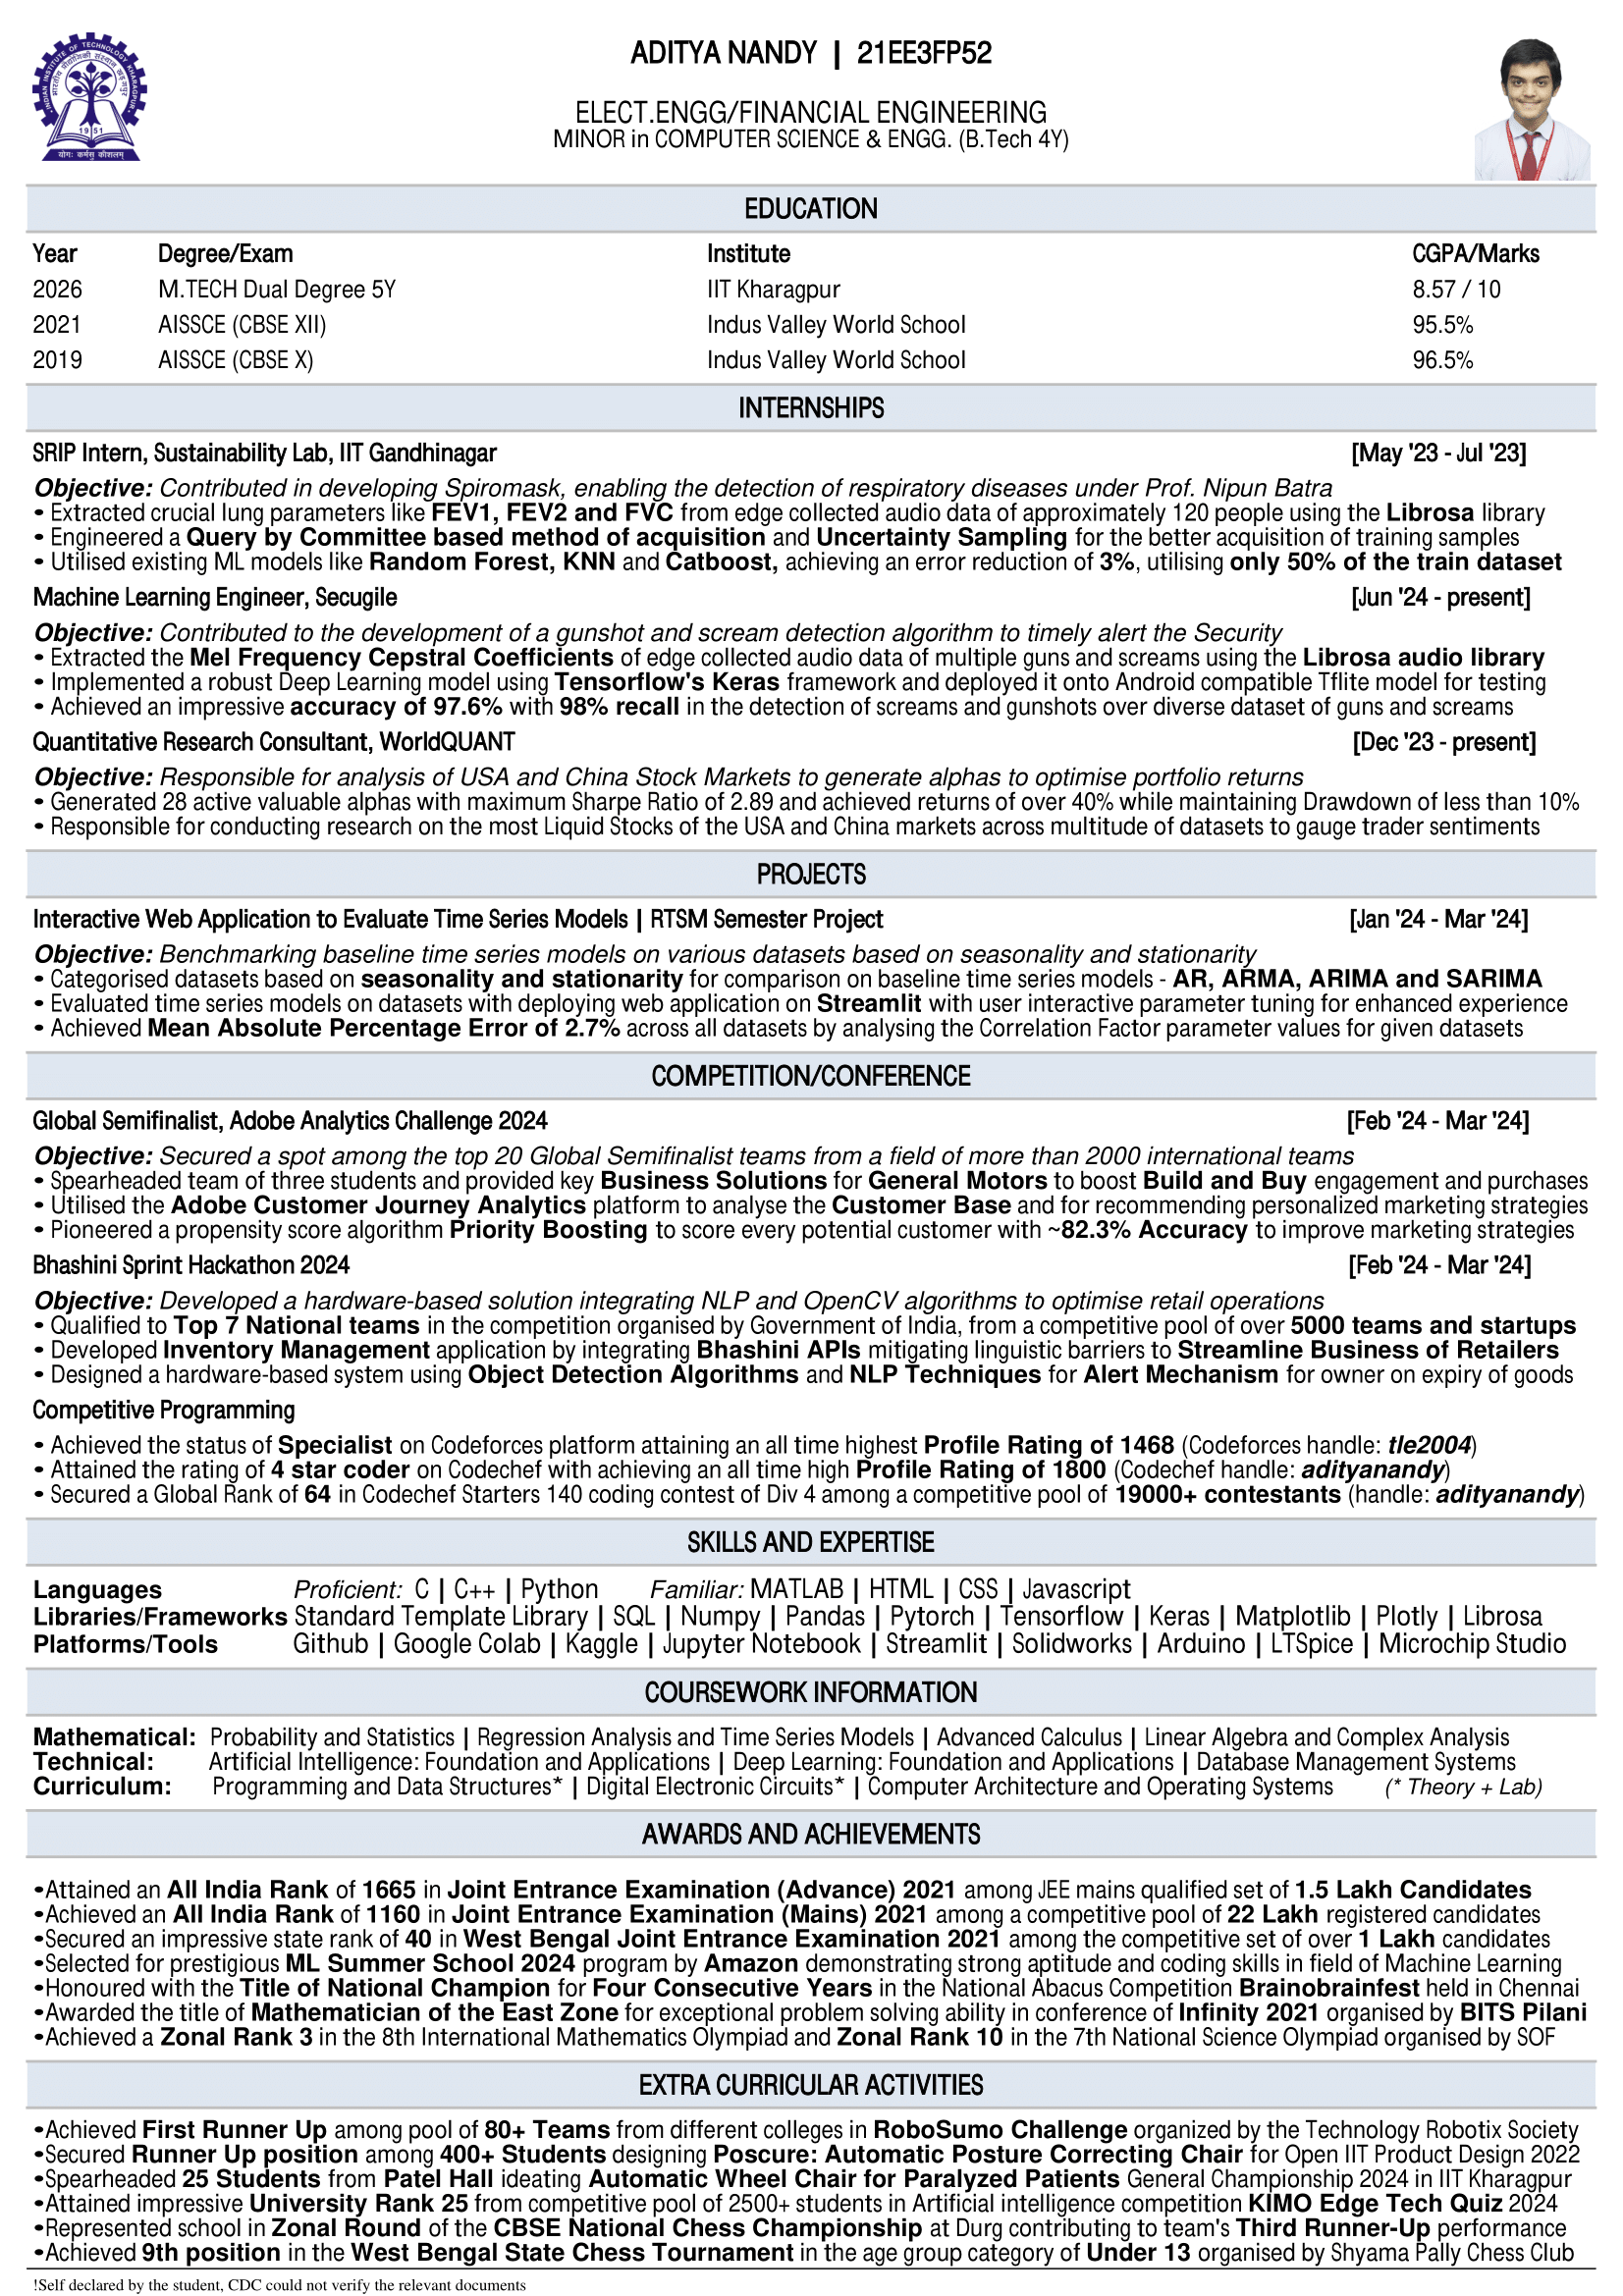 INDIAN INSTITUTE OF TECHNOLOGY KHARAGPUR
भारतीय प्रौद्योगिकी संस्थान खड़गपुर
1951
योगः कर्मसु कौशलम्
ADITYA NANDY | 21EE3FP52
ELECT.ENGG/FINANCIAL ENGINEERING
MINOR in COMPUTER SCIENCE & ENGG. (B.Tech 4Y)
EDUCATION
Year Degree/Exam Institute CGPA/Marks
2026 M.TECH Dual Degree 5Y IIT Kharagpur 8.57 / 10
2021 AISSCE (CBSE XII) Indus Valley World School 95.5%
2019 AISSCE (CBSE X) Indus Valley World School 96.5%
INTERNSHIPS
SRIP Intern, Sustainability Lab, IIT Gandhinagar [May '23 - Jul '23]
Objective: Contributed in developing Spiromask, enabling the detection of respiratory diseases under Prof. Nipun Batra
• Extracted crucial lung parameters like FEV1, FEV2 and FVC from edge collected audio data of approximately 120 people using the Librosa library
• Engineered a Query by Committee based method of acquisition and Uncertainty Sampling for the better acquisition of training samples
• Utilised existing ML models like Random Forest, KNN and Catboost, achieving an error reduction of 3%, utilising only 50% of the train dataset
Machine Learning Engineer, Secugile [Jun '24 - present]
Objective: Contributed to the development of a gunshot and scream detection algorithm to timely alert the Security
• Extracted the Mel Frequency Cepstral Coefficients of edge collected audio data of multiple guns and screams using the Librosa audio library
• Implemented a robust Deep Learning model using Tensorflow's Keras framework and deployed it onto Android compatible Tflite model for testing
• Achieved an impressive accuracy of 97.6% with 98% recall in the detection of screams and gunshots over diverse dataset of guns and screams
Quantitative Research Consultant, WorldQUANT [Dec '23 - present]
Objective: Responsible for analysis of USA and China Stock Markets to generate alphas to optimise portfolio returns
• Generated 28 active valuable alphas with maximum Sharpe Ratio of 2.89 and achieved returns of over 40% while maintaining Drawdown of less than 10%
• Responsible for conducting research on the most Liquid Stocks of the USA and China markets across multitude of datasets to gauge trader sentiments
PROJECTS
Interactive Web Application to Evaluate Time Series Models | RTSM Semester Project [Jan '24 - Mar '24]
Objective: Benchmarking baseline time series models on various datasets based on seasonality and stationarity
• Categorised datasets based on seasonality and stationarity for comparison on baseline time series models - AR, ARMA, ARIMA and SARIMA
• Evaluated time series models on datasets with deploying web application on Streamlit with user interactive parameter tuning for enhanced experience
• Achieved Mean Absolute Percentage Error of 2.7% across all datasets by analysing the Correlation Factor parameter values for given datasets
COMPETITION/CONFERENCE
Global Semifinalist, Adobe Analytics Challenge 2024 [Feb '24 - Mar '24]
Objective: Secured a spot among the top 20 Global Semifinalist teams from a field of more than 2000 international teams
• Spearheaded team of three students and provided key Business Solutions for General Motors to boost Build and Buy engagement and purchases
• Utilised the Adobe Customer Journey Analytics platform to analyse the Customer Base and for recommending personalized marketing strategies
• Pioneered a propensity score algorithm Priority Boosting to score every potential customer with ~82.3% Accuracy to improve marketing strategies
Bhashini Sprint Hackathon 2024 [Feb '24 - Mar '24]
Objective: Developed a hardware-based solution integrating NLP and OpenCV algorithms to optimise retail operations
• Qualified to Top 7 National teams in the competition organised by Government of India, from a competitive pool of over 5000 teams and startups
• Developed Inventory Management application by integrating Bhashini APIs mitigating linguistic barriers to Streamline Business of Retailers
• Designed a hardware-based system using Object Detection Algorithms and NLP Techniques for Alert Mechanism for owner on expiry of goods
Competitive Programming
• Achieved the status of Specialist on Codeforces platform attaining an all time highest Profile Rating of 1468 (Codeforces handle: tle2004)
• Attained the rating of 4 star coder on Codechef with achieving an all time high Profile Rating of 1800 (Codechef handle: adityanandy)
• Secured a Global Rank of 64 in Codechef Starters 140 coding contest of Div 4 among a competitive pool of 19000+ contestants (handle: adityanandy)
SKILLS AND EXPERTISE
Languages Proficient: C | C++ | Python Familiar: MATLAB | HTML | CSS | Javascript
Libraries/Frameworks Standard Template Library | SQL | Numpy | Pandas | Pytorch | Tensorflow | Keras | Matplotlib | Plotly | Librosa
Platforms/Tools Github | Google Colab | Kaggle | Jupyter Notebook | Streamlit | Solidworks | Arduino | LTSpice | Microchip Studio
COURSEWORK INFORMATION
Mathematical: Probability and Statistics | Regression Analysis and Time Series Models | Advanced Calculus | Linear Algebra and Complex Analysis
Technical: Artificial Intelligence: Foundation and Applications | Deep Learning: Foundation and Applications | Database Management Systems
Curriculum: Programming and Data Structures* | Digital Electronic Circuits* | Computer Architecture and Operating Systems (* Theory + Lab)
AWARDS AND ACHIEVEMENTS
•Attained an All India Rank of 1665 in Joint Entrance Examination (Advance) 2021 among JEE mains qualified set of 1.5 Lakh Candidates
•Achieved an All India Rank of 1160 in Joint Entrance Examination (Mains) 2021 among a competitive pool of 22 Lakh registered candidates
•Secured an impressive state rank of 40 in West Bengal Joint Entrance Examination 2021 among the competitive set of over 1 Lakh candidates
•Selected for prestigious ML Summer School 2024 program by Amazon demonstrating strong aptitude and coding skills in field of Machine Learning
•Honoured with the Title of National Champion for Four Consecutive Years in the National Abacus Competition Brainobrainfest held in Chennai
•Awarded the title of Mathematician of the East Zone for exceptional problem solving ability in conference of Infinity 2021 organised by BITS Pilani
•Achieved a Zonal Rank 3 in the 8th International Mathematics Olympiad and Zonal Rank 10 in the 7th National Science Olympiad organised by SOF
EXTRA CURRICULAR ACTIVITIES
•Achieved First Runner Up among pool of 80+ Teams from different colleges in RoboSumo Challenge organized by the Technology Robotix Society
•Secured Runner Up position among 400+ Students designing Poscure: Automatic Posture Correcting Chair for Open IIT Product Design 2022
•Spearheaded 25 Students from Patel Hall ideating Automatic Wheel Chair for Paralyzed Patients General Championship 2024 in IIT Kharagpur
•Attained impressive University Rank 25 from competitive pool of 2500+ students in Artificial intelligence competition KIMO Edge Tech Quiz 2024
•Represented school in Zonal Round of the CBSE National Chess Championship at Durg contributing to team's Third Runner-Up performance
•Achieved 9th position in the West Bengal State Chess Tournament in the age group category of Under 13 organised by Shyama Pally Chess Club
!Self declared by the student, CDC could not verify the relevant documents